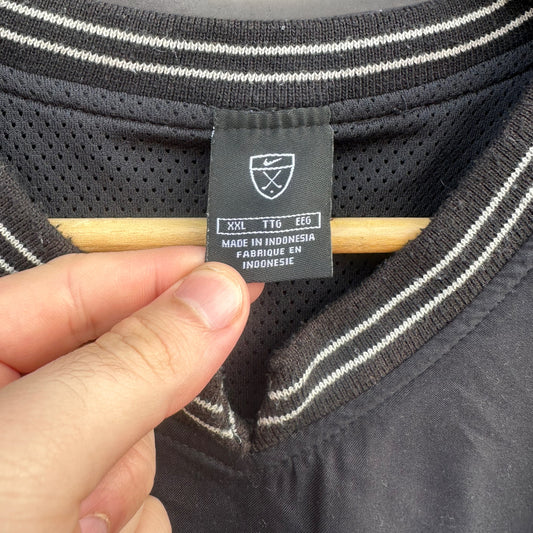 XXL TTG EEG
MADE IN INDONESIA
FABRIQUE EN
INDONESIE